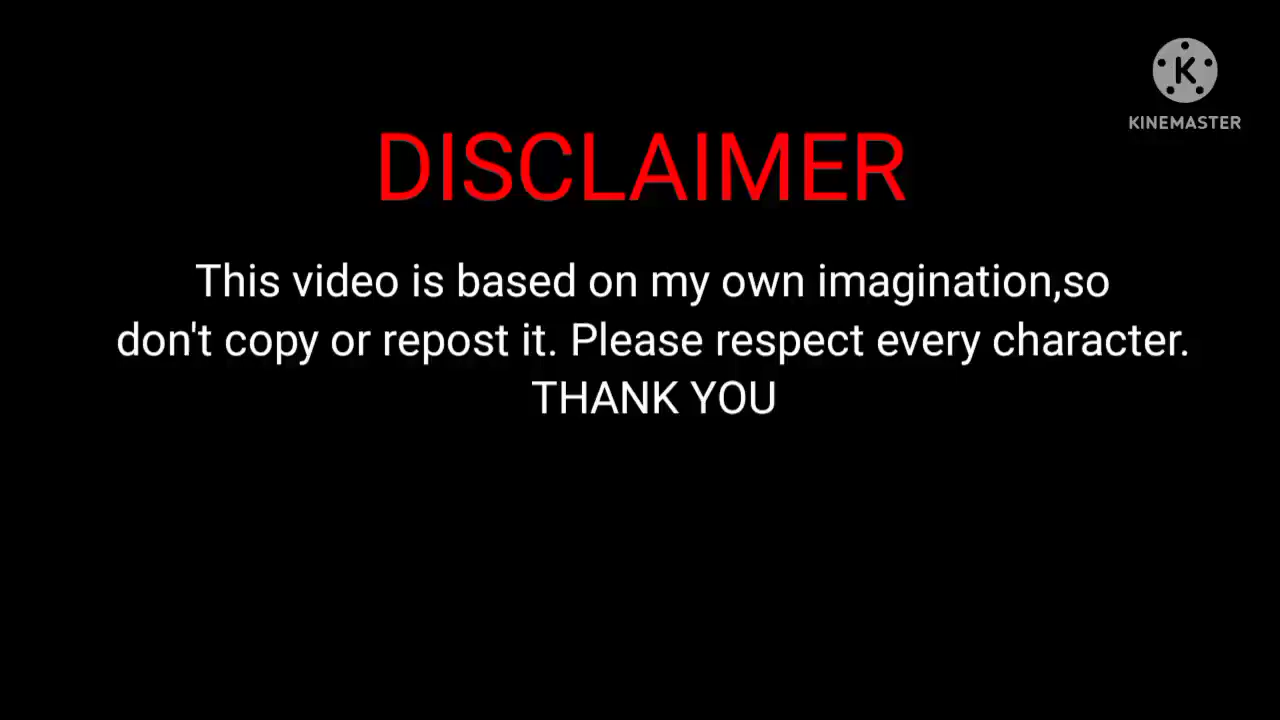 KINEMASTER
DISCLAIMER
This video is based on my own imagination,so
don't copy or repost it. Please respect every character.
THANK YOU